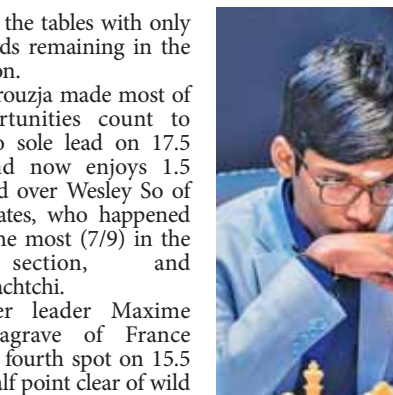 the tables with only
ds remaining in the
on.
rouzja made most of
rtunities count to
o sole lead on 17.5
nd now enjoys 1.5
d over Wesley So of
ates, who happened
he most (7/9) in the
section, and
achtchi.
er leader Maxime
agrave of France
fourth spot on 15.5
alf point clear of wild